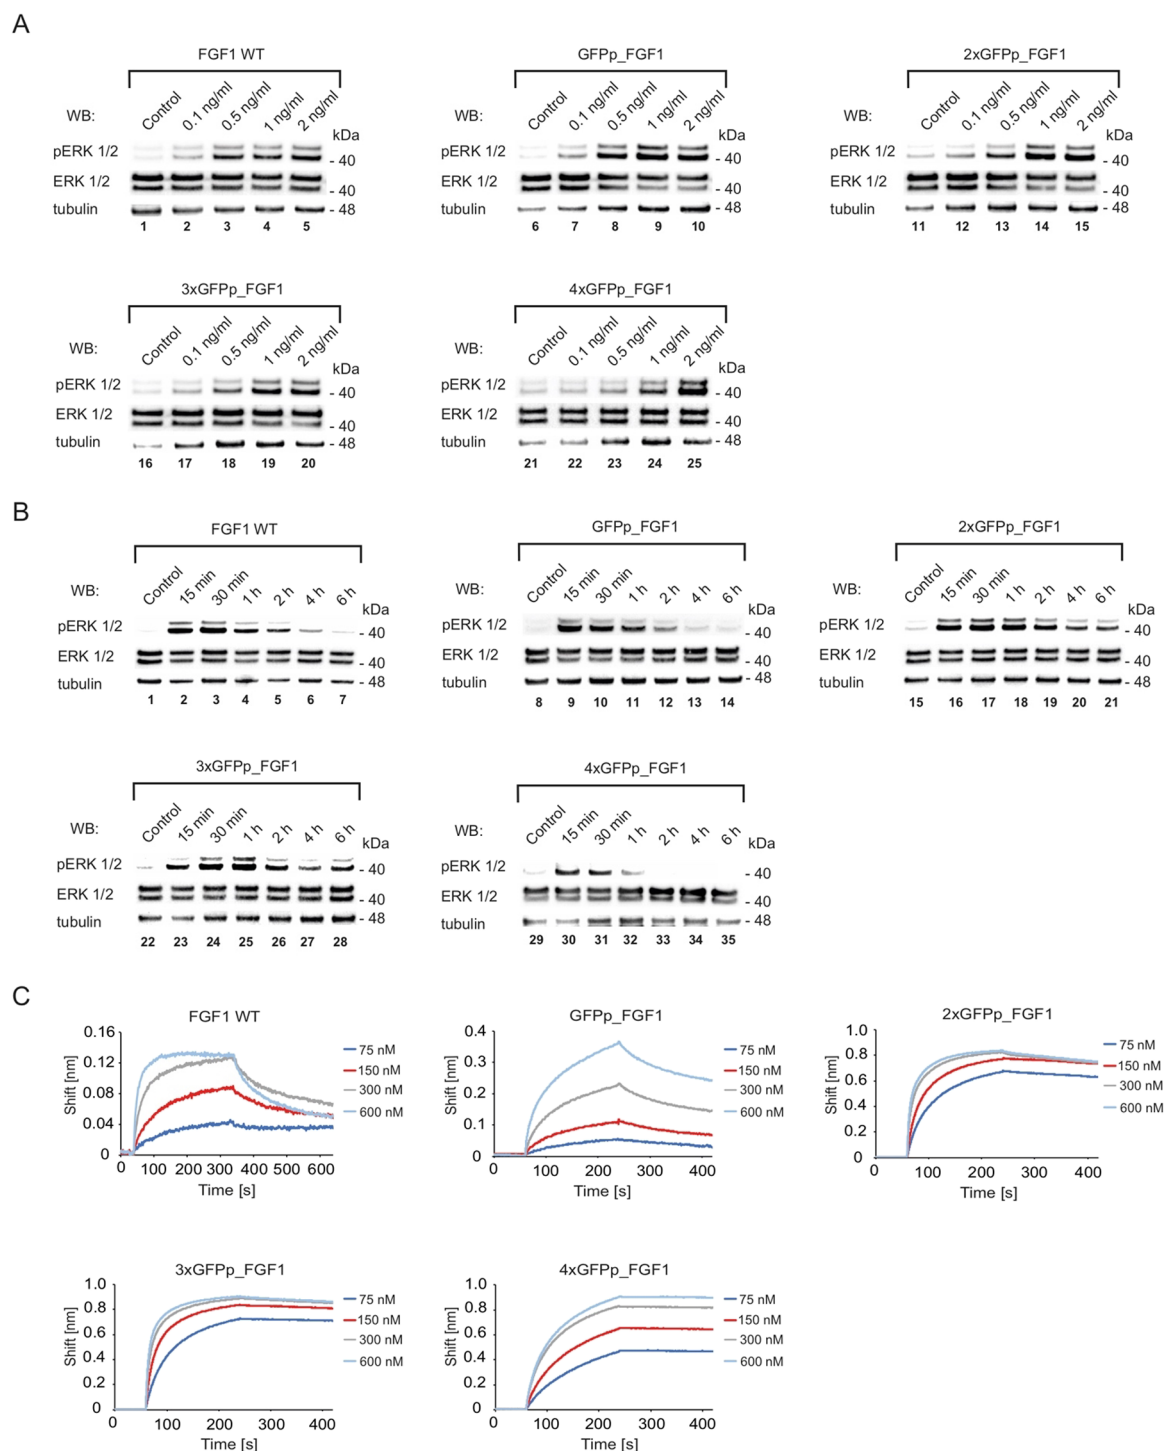 A
FGF1 WT
WB:
Control
0.1 ng/ml
0.5 ng/ml
1 ng/ml
2 ng/ml
kDa
pERK 1/2
- 40
ERK 1/2
- 40
tubulin
- 48
1 2 3 4 5
GFPp_FGF1
WB:
Control
0.1 ng/ml
0.5 ng/ml
1 ng/ml
2 ng/ml
kDa
pERK 1/2
- 40
ERK 1/2
- 40
tubulin
- 48
6 7 8 9 10
2xGFPp_FGF1
WB:
Control
0.1 ng/ml
0.5 ng/ml
1 ng/ml
2 ng/ml
kDa
pERK 1/2
- 40
ERK 1/2
- 40
tubulin
- 48
11 12 13 14 15
3xGFPp_FGF1
WB:
Control
0.1 ng/ml
0.5 ng/ml
1 ng/ml
2 ng/ml
kDa
pERK 1/2
- 40
ERK 1/2
- 40
tubulin
- 48
16 17 18 19 20
4xGFPp_FGF1
WB:
Control
0.1 ng/ml
0.5 ng/ml
1 ng/ml
2 ng/ml
kDa
pERK 1/2
- 40
ERK 1/2
- 40
tubulin
- 48
21 22 23 24 25
B
FGF1 WT
WB:
Control
15 min
30 min
1 h
2 h
4 h
6 h
kDa
pERK 1/2
- 40
ERK 1/2
- 40
tubulin
- 48
1 2 3 4 5 6 7
GFPp_FGF1
WB:
Control
15 min
30 min
1 h
2 h
4 h
6 h
kDa
pERK 1/2
- 40
ERK 1/2
- 40
tubulin
- 48
8 9 10 11 12 13 14
2xGFPp_FGF1
WB:
Control
15 min
30 min
1 h
2 h
4 h
6 h
kDa
pERK 1/2
- 40
ERK 1/2
- 40
tubulin
- 48
15 16 17 18 19 20 21
3xGFPp_FGF1
WB:
Control
15 min
30 min
1 h
2 h
4 h
6 h
kDa
pERK 1/2
- 40
ERK 1/2
- 40
tubulin
- 48
22 23 24 25 26 27 28
4xGFPp_FGF1
WB:
Control
15 min
30 min
1 h
2 h
4 h
6 h
kDa
pERK 1/2
- 40
ERK 1/2
- 40
tubulin
- 48
29 30 31 32 33 34 35
C
FGF1 WT
Shift [nm]
0.16
0.12
0.08
0.04
0
0 100 200 300 400 500 600
Time [s]
75 nM
150 nM
300 nM
600 nM
GFPp_FGF1
Shift [nm]
0.4
0.3
0.2
0.1
0
0 100 200 300 400
Time [s]
75 nM
150 nM
300 nM
600 nM
2xGFPp_FGF1
Shift [nm]
1.0
0.8
0.6
0.4
0.2
0
0 100 200 300 400
Time [s]
75 nM
150 nM
300 nM
600 nM
3xGFPp_FGF1
Shift [nm]
1.0
0.8
0.6
0.4
0.2
0
0 100 200 300 400
Time [s]
75 nM
150 nM
300 nM
600 nM
4xGFPp_FGF1
Shift [nm]
1.0
0.8
0.6
0.4
0.2
0
0 100 200 300 400
Time [s]
75 nM
150 nM
300 nM
600 nM